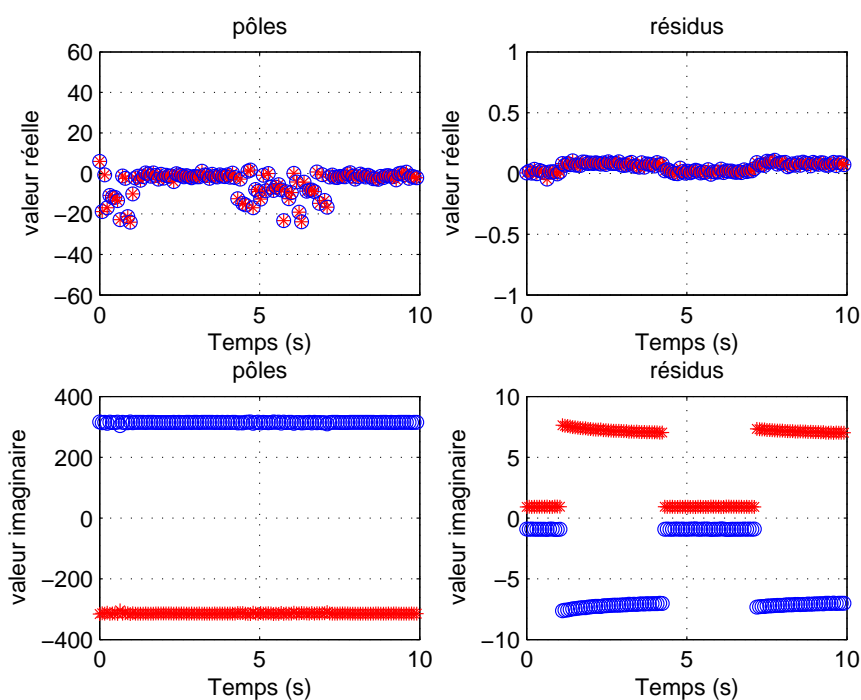 pôles
60
40
20
0
−20
−40
−60
valeur réelle
0
5
10
Temps (s)
résidus
1
0.5
0
−0.5
−1
valeur réelle
0
5
10
Temps (s)
pôles
400
200
0
−200
−400
valeur imaginaire
0
5
10
Temps (s)
résidus
10
5
0
−5
−10
valeur imaginaire
0
5
10
Temps (s)